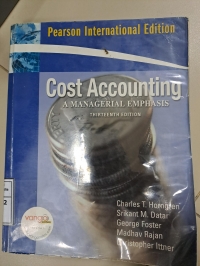 Pearson International Edition
Cost Accounting
A MANAGERIAL EMPHASIS
THIRTEENTH EDITION
Charles T. Horngren
Srikant M. Datar
George Foster
Madhav Rajan
Christopher Ittner
2